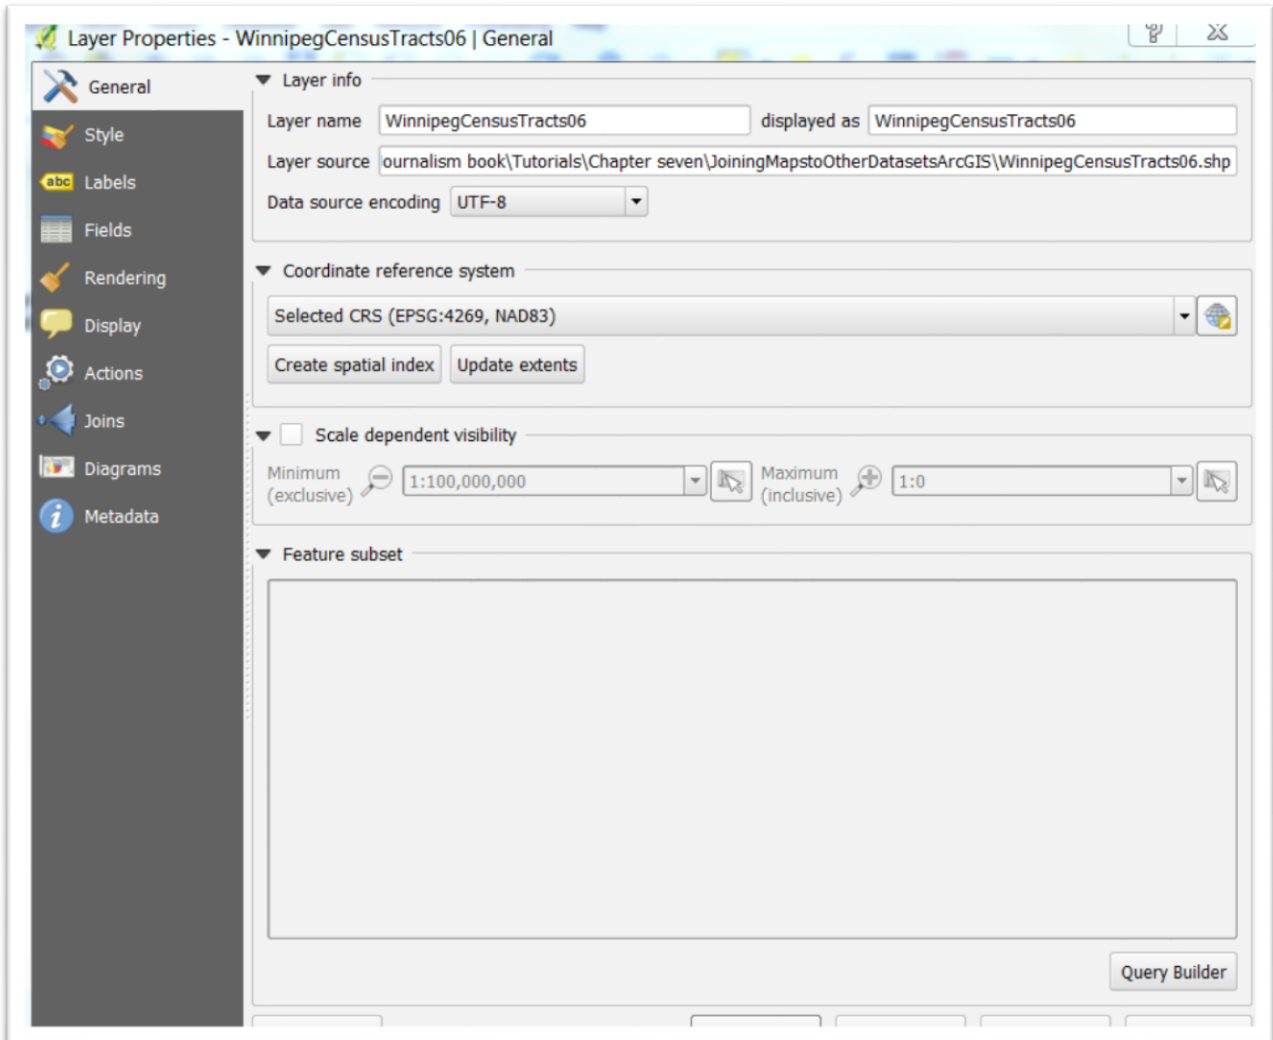 Layer Properties - WinnipegCensusTracts06 | General
General
Style
abc Labels
Fields
Rendering
Display
Actions
Joins
Diagrams
Metadata
Layer info
Layer name WinnipegCensusTracts06 displayed as WinnipegCensusTracts06
Layer source ournalism book\Tutorials\Chapter seven\JoiningMapstoOtherDatasetsArcGIS\WinnipegCensusTracts06.shp
Data source encoding UTF-8
Coordinate reference system
Selected CRS (EPSG:4269, NAD83)
Create spatial index Update extents
Scale dependent visibility
Minimum (exclusive) 1:100,000,000 Maximum (inclusive) 1:0
Feature subset
Query Builder